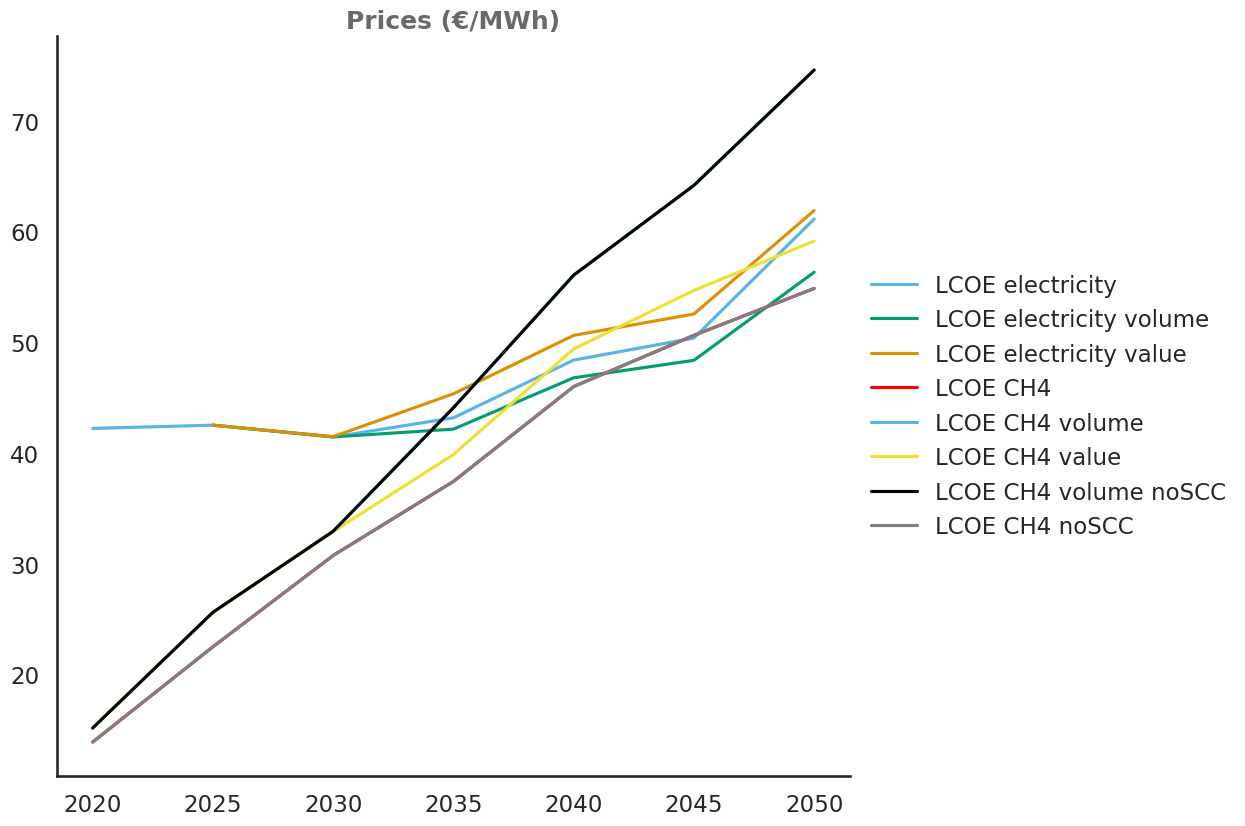 Prices (€/MWh)
70
60
50
40
30
20
2020 2025 2030 2035 2040 2045 2050
LCOE electricity
LCOE electricity volume
LCOE electricity value
LCOE CH4
LCOE CH4 volume
LCOE CH4 value
LCOE CH4 volume noSCC
LCOE CH4 noSCC